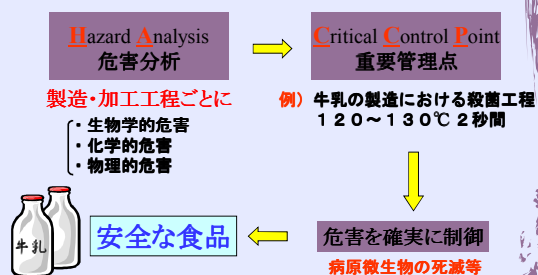 Hazard Analysis
危害分析
Critical Control Point
重要管理点
製造・加工工程ごとに
・生物学的危害
・化学的危害
・物理的危害
例）牛乳の製造における殺菌工程
１２０～１３０℃２秒間
危害を確実に制御
病原微生物の死滅等
安全な食品
牛乳